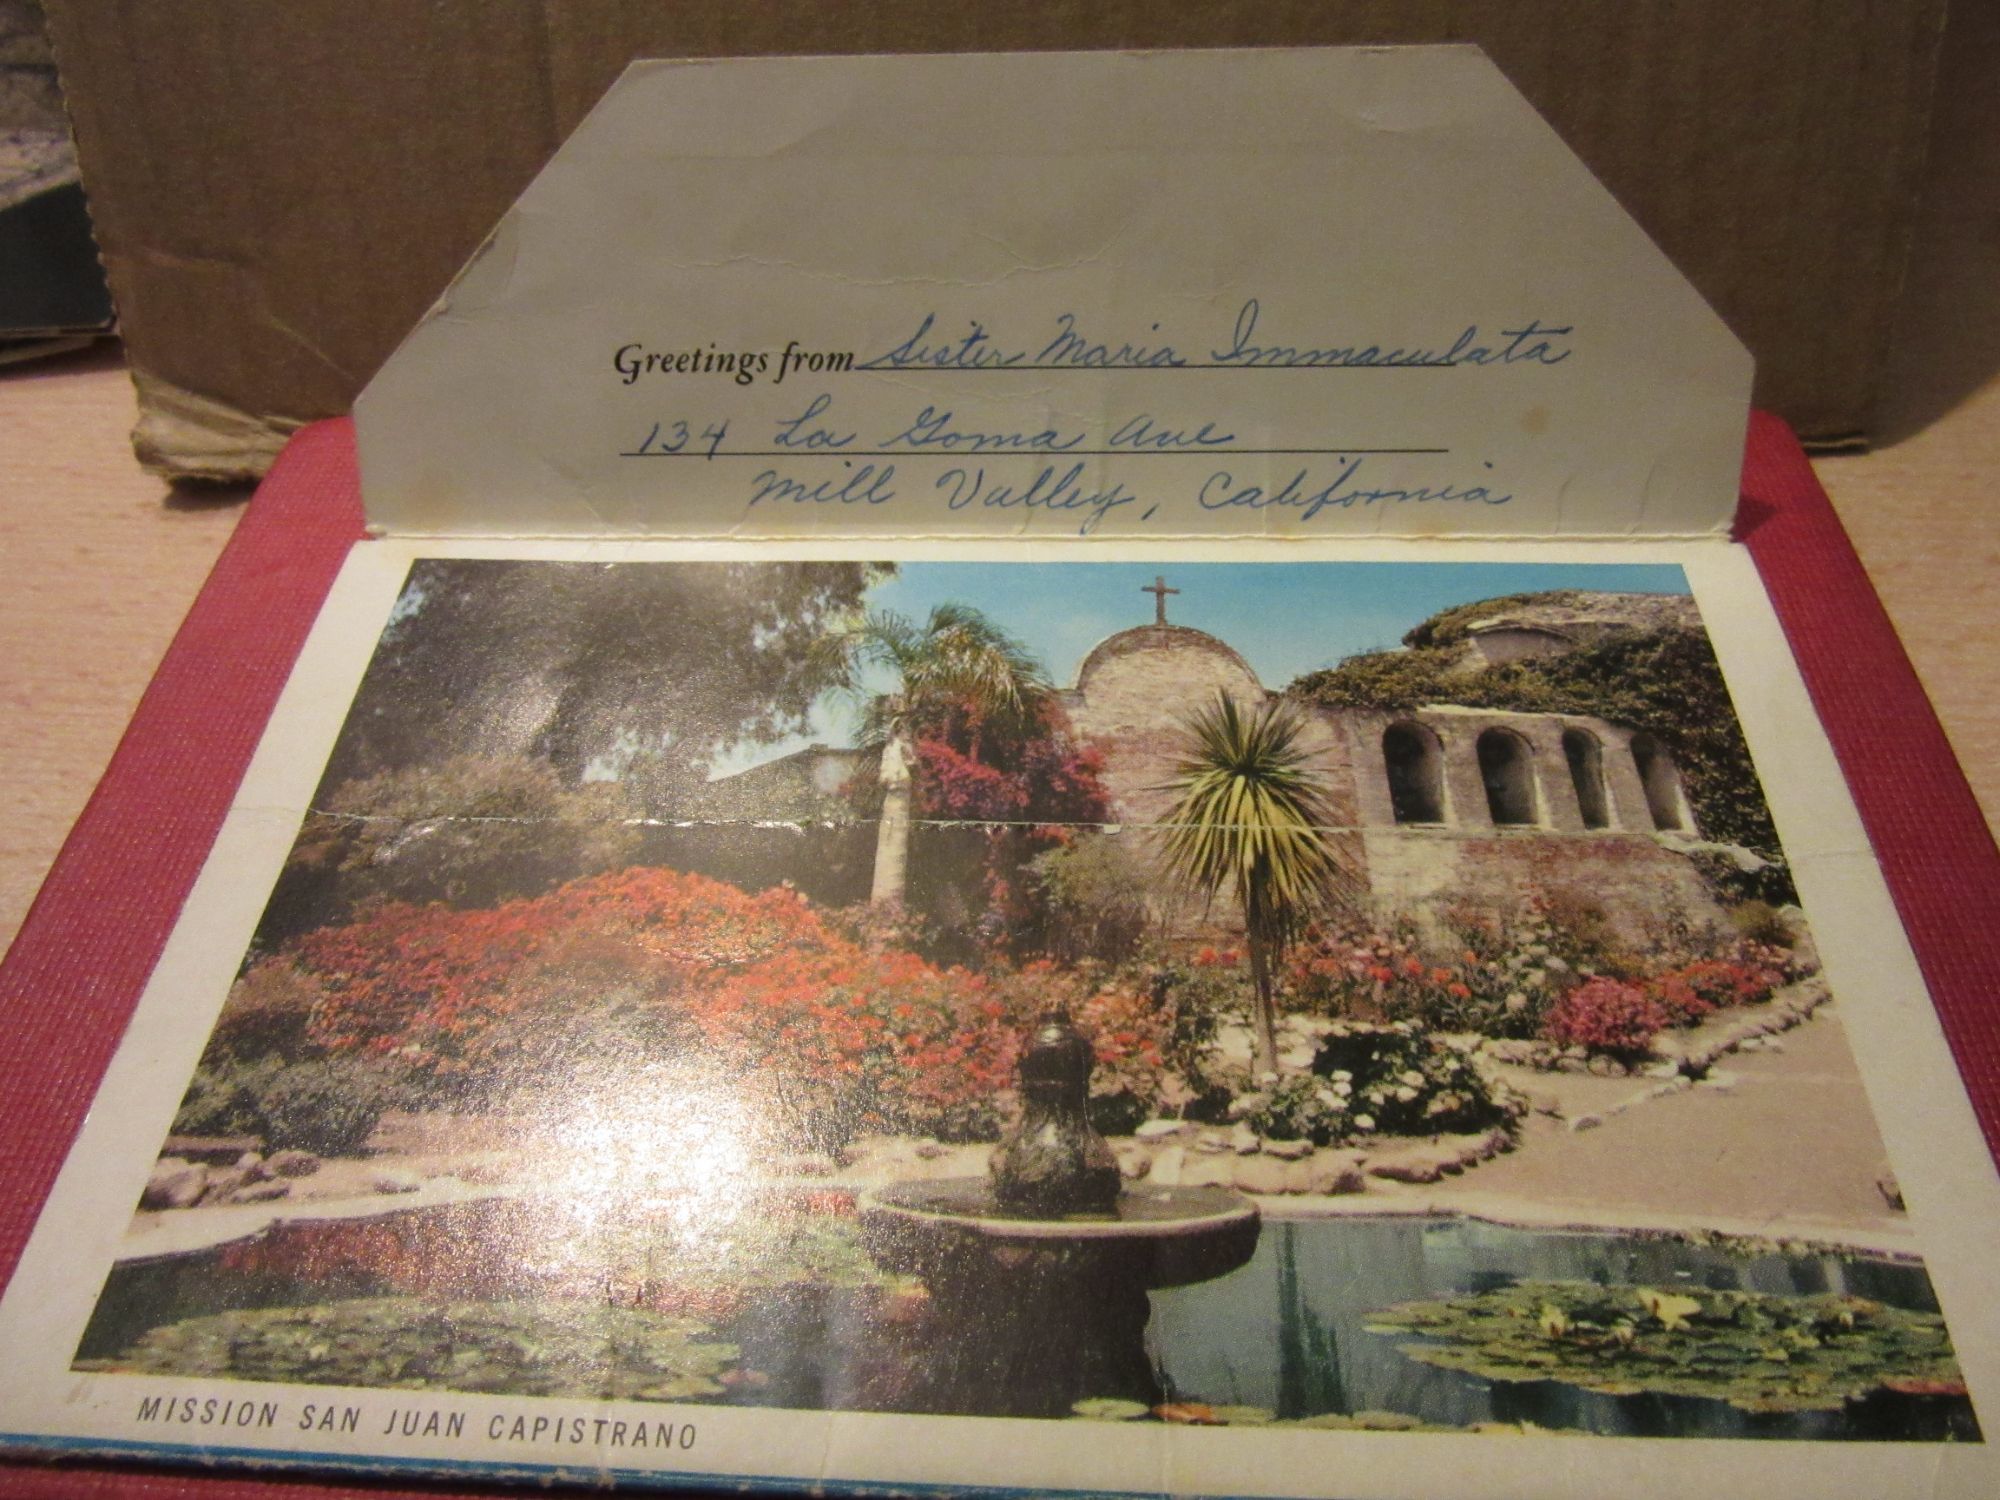 Greetings from Sister Maria Immaculata
134 La Goma Ave
Mill Valley, California
MISSION SAN JUAN CAPISTRANO